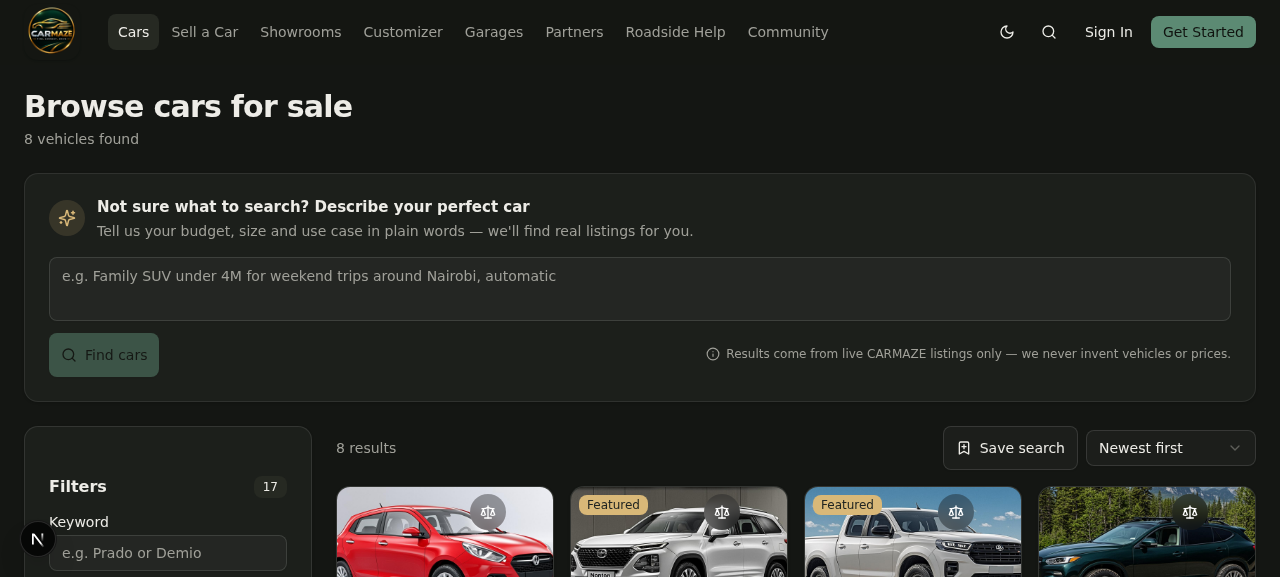 CARMAZE
Cars
Sell a Car
Showrooms
Customizer
Garages
Partners
Roadside Help
Community
Sign In
Get Started
Browse cars for sale
8 vehicles found
Not sure what to search? Describe your perfect car
Tell us your budget, size and use case in plain words — we'll find real listings for you.
e.g. Family SUV under 4M for weekend trips around Nairobi, automatic
Find cars
Results come from live CARMAZE listings only — we never invent vehicles or prices.
8 results
Save search
Newest first
Filters
17
Keyword
e.g. Prado or Demio
N
Featured
Featured